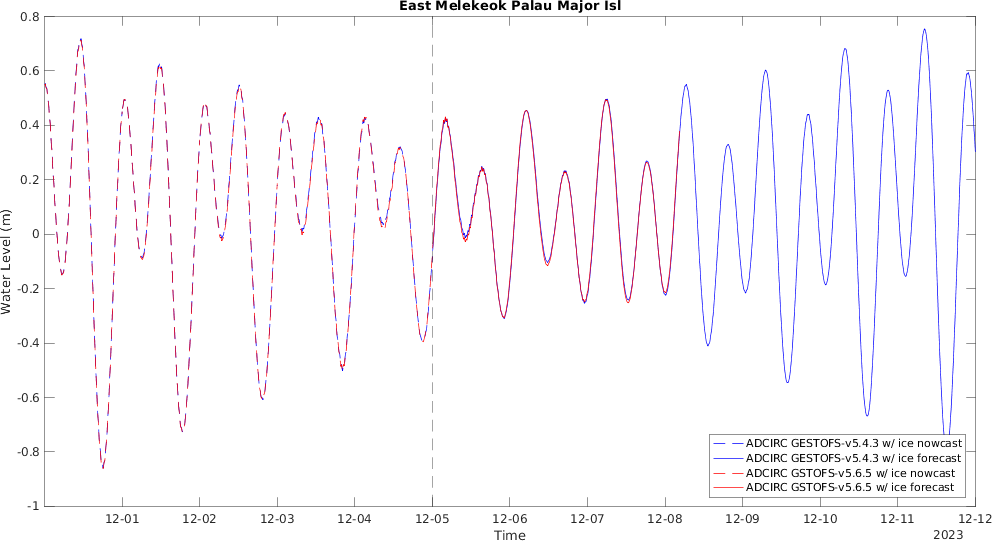 East Melekeok Palau Major Isl
0.8
0.6
0.4
0.2
0
-0.2
-0.4
-0.6
-0.8
-1
Water Level (m)
ADCIRC GESTOFS-v5.4.3 w/ ice nowcast
ADCIRC GESTOFS-v5.4.3 w/ ice forecast
ADCIRC GSTOFS-v5.6.5 w/ ice nowcast
ADCIRC GSTOFS-v5.6.5 w/ ice forecast
12-01 12-02 12-03 12-04 12-05 12-06 12-07 12-08 12-09 12-10 12-11 12-12
Time 2023